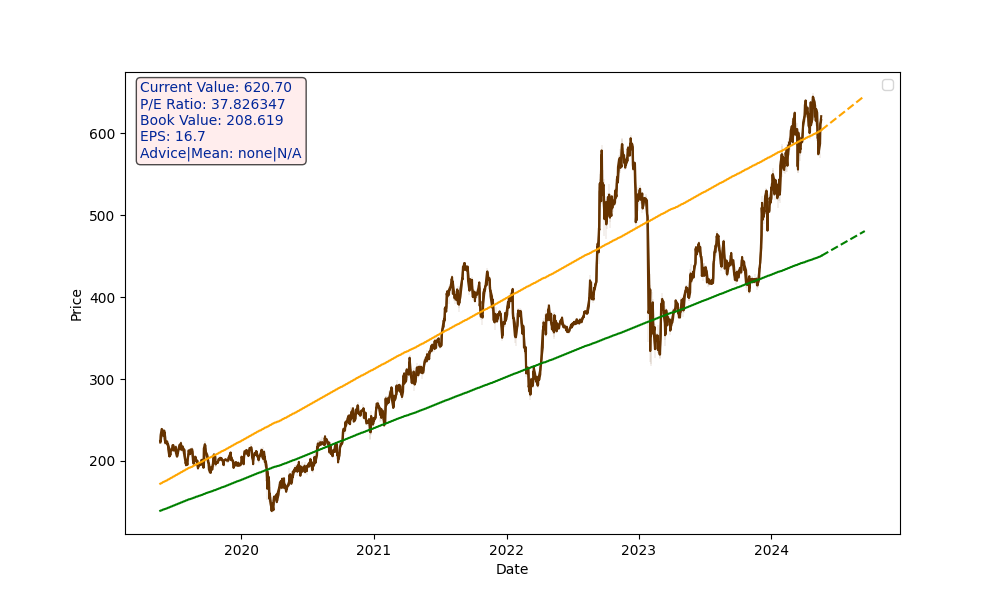 Current Value: 620.70
P/E Ratio: 37.826347
Book Value: 208.619
EPS: 16.7
Advice|Mean: none|N/A
600
500
400
300
200
Price
2020 2021 2022 2023 2024
Date